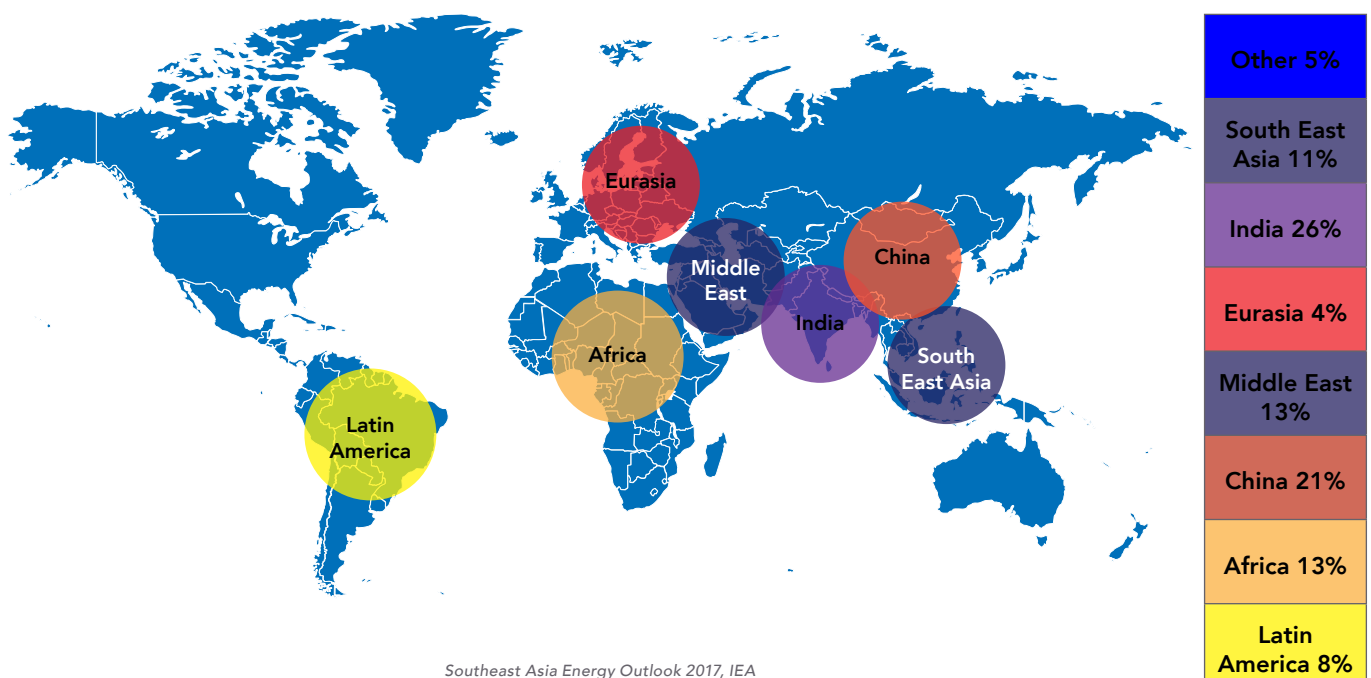 Eurasia
Middle
East
China
India
Africa
South
East Asia
Latin
America
Other 5%
South East
Asia 11%
India 26%
Eurasia 4%
Middle East
13%
China 21%
Africa 13%
Latin
America 8%
Southeast Asia Energy Outlook 2017, IEA